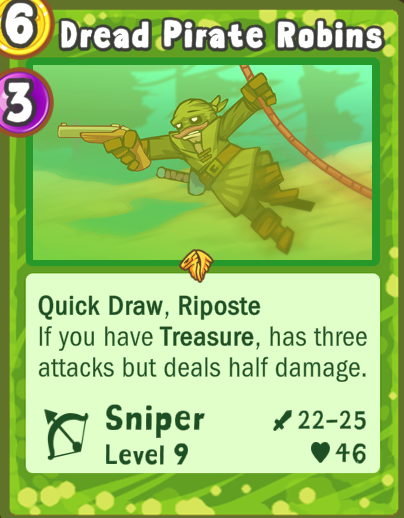 6
Dread Pirate Robins
3
Quick Draw, Riposte
If you have Treasure, has three
attacks but deals half damage.
Sniper
22–25
Level 9
46